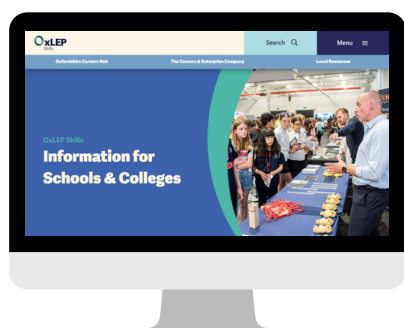 OxLEP
Skills
Search
Menu
Oxfordshire Careers Hub
The Careers & Enterprise Company
Local Resources
OxLEP Skills
Information for
Schools & Colleges